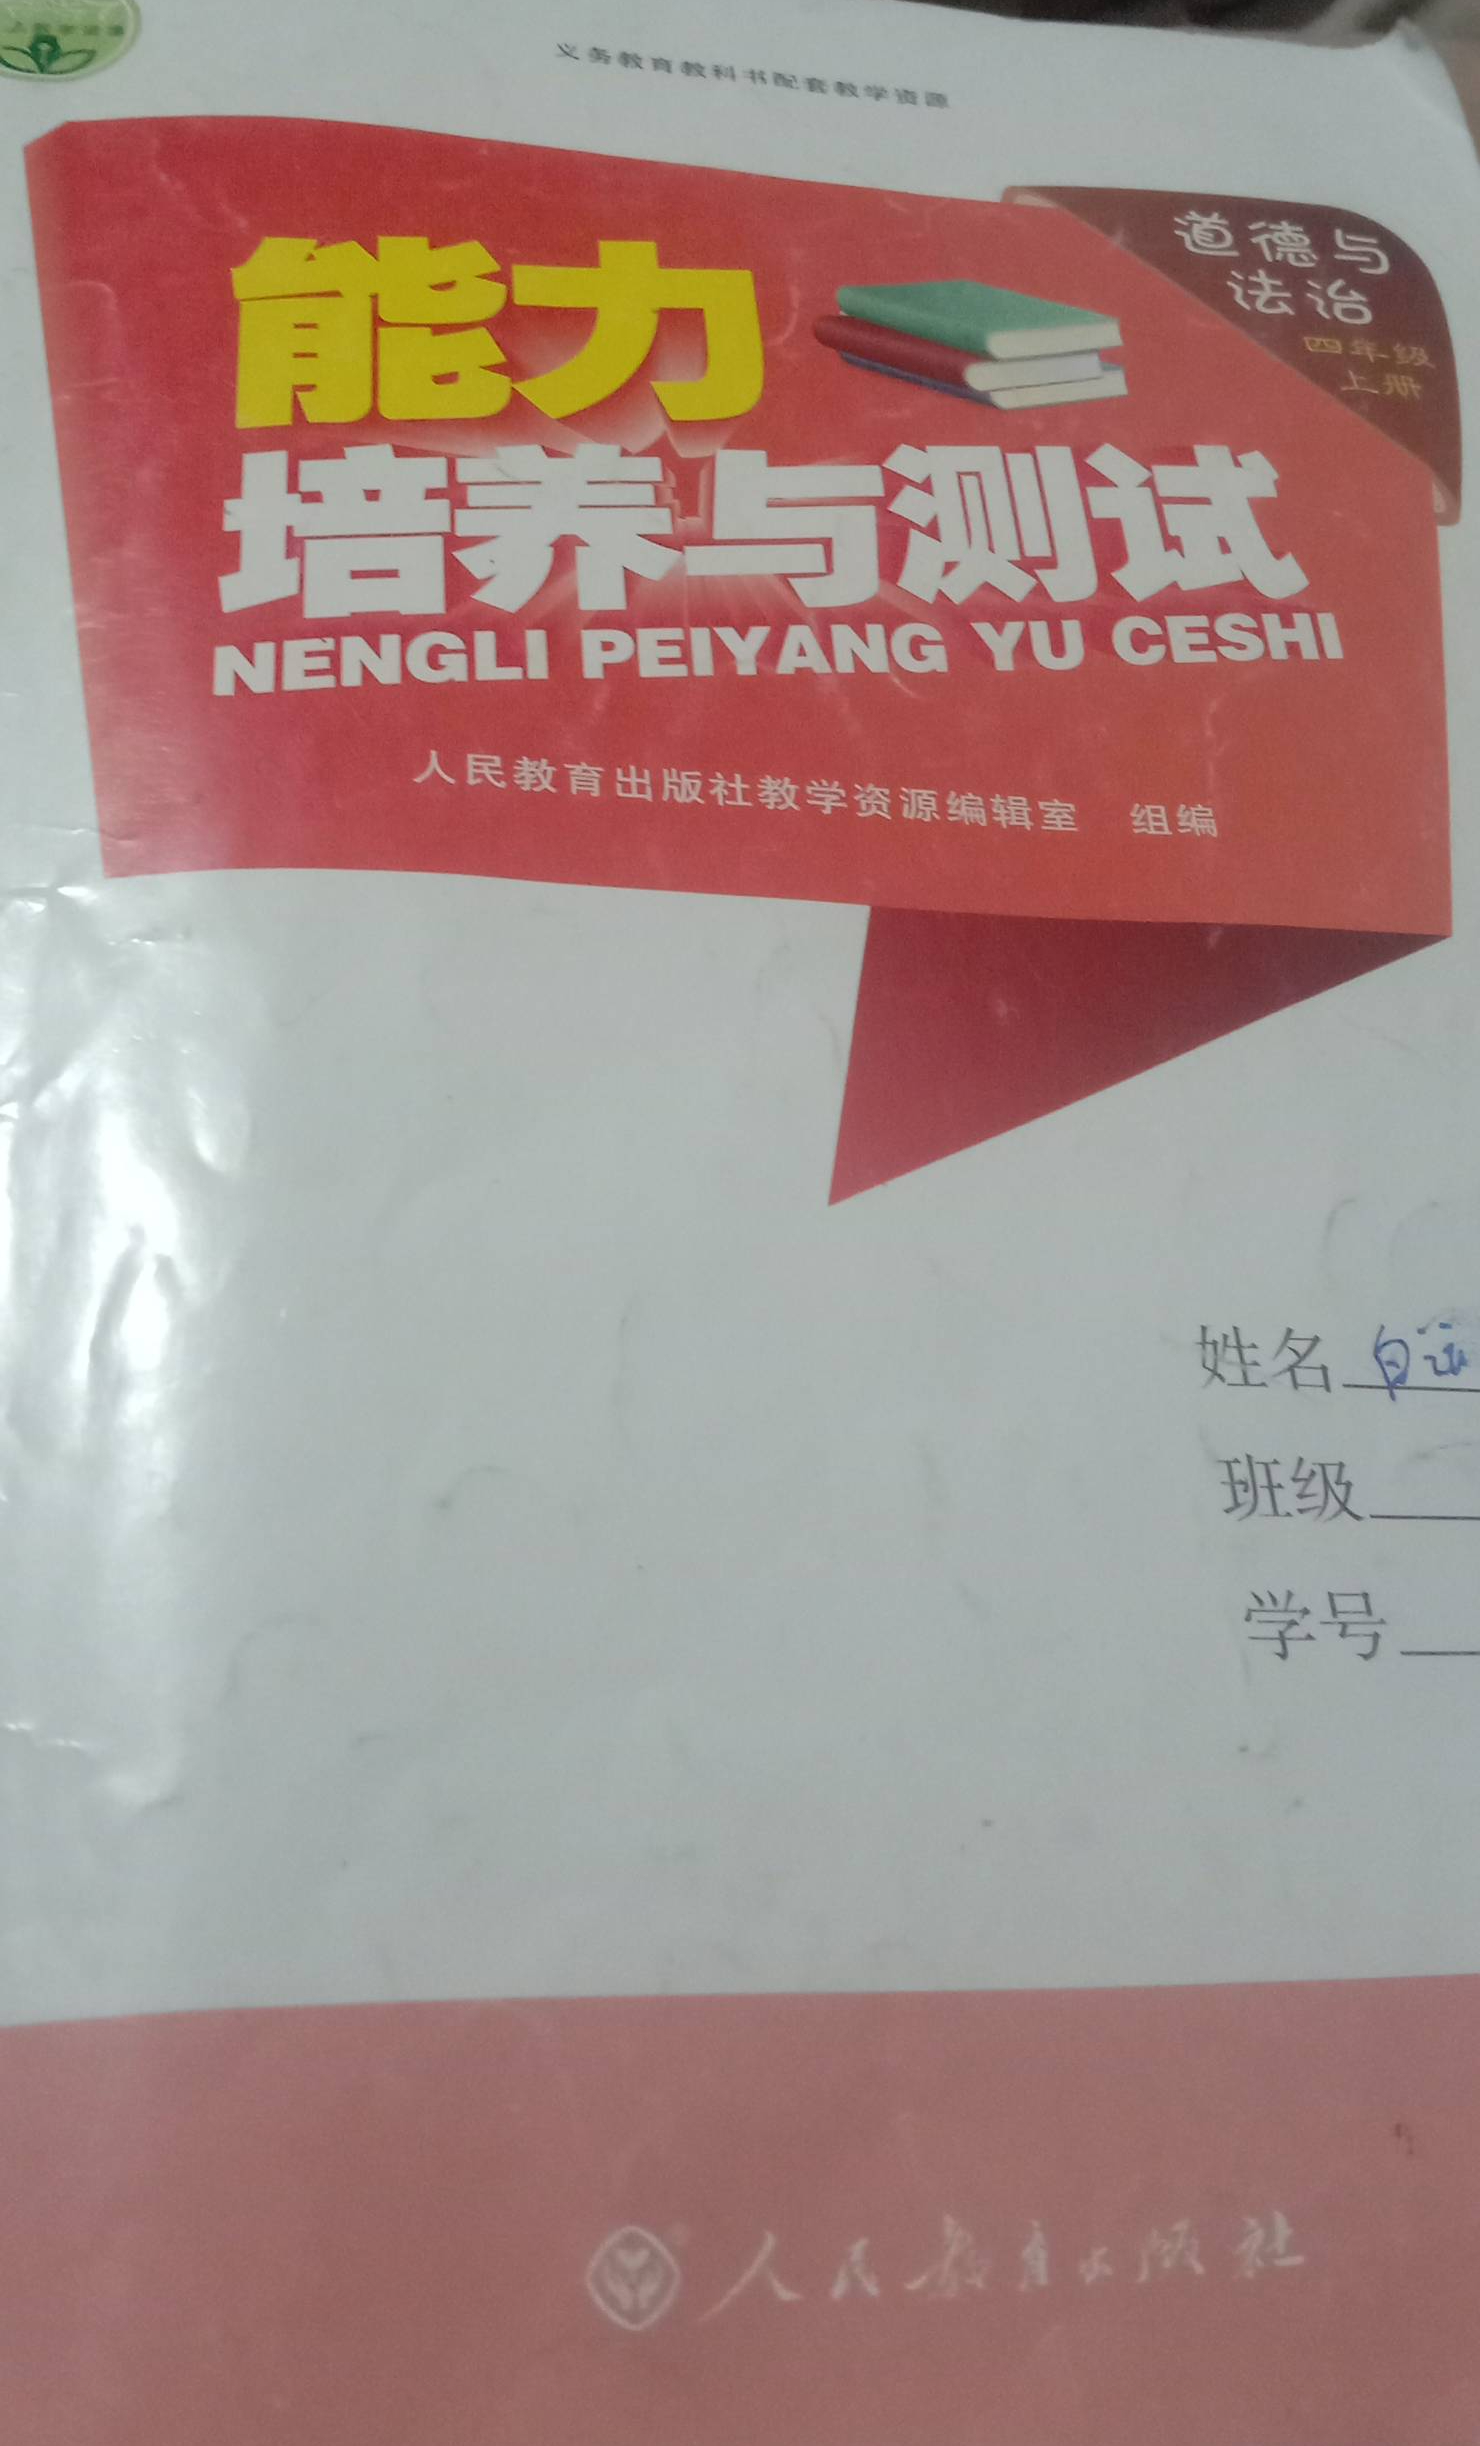 义务教育教科书配套教学资源
道德与
法治
四年级
上册
能力
培养与测试
NENGLI PEIYANG YU CESHI
人民教育出版社教学资源编辑室 组编
姓名 白
班级
学号
人民教育出版社